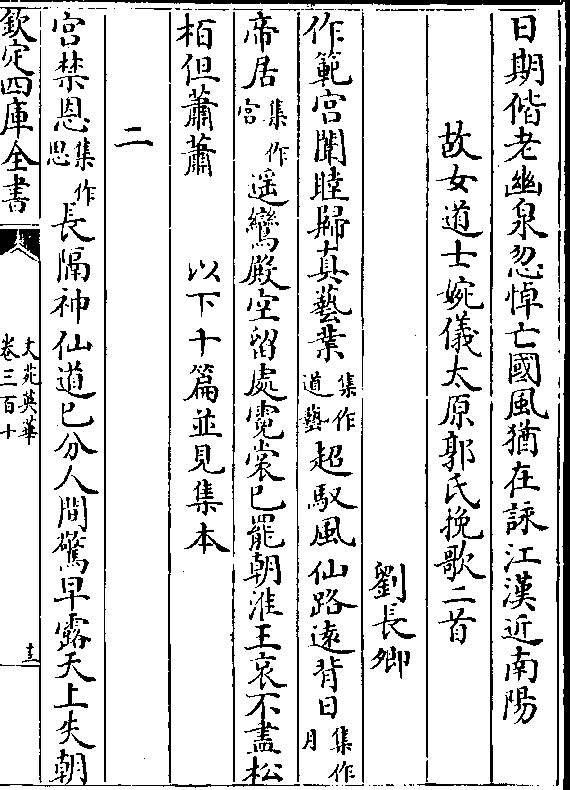 日期偕老幽泉忽悼亡國風猶在詠江漢近南陽
故女道士婉儀太原郭氏挽歌二首
劉長卿
作範宮闈睦歸真藝業集作道藝超馭風仙路遠背日集作月
帝居集作宮遥鸞殿空留處霓裳已罷朝淮王哀不盡松
栢但蕭蕭 以下十篇並見集本
二
宮禁恩集作思長隔神仙道已分人間驚早露天上失朝
欽定四庫全書
文苑英華
卷三百十